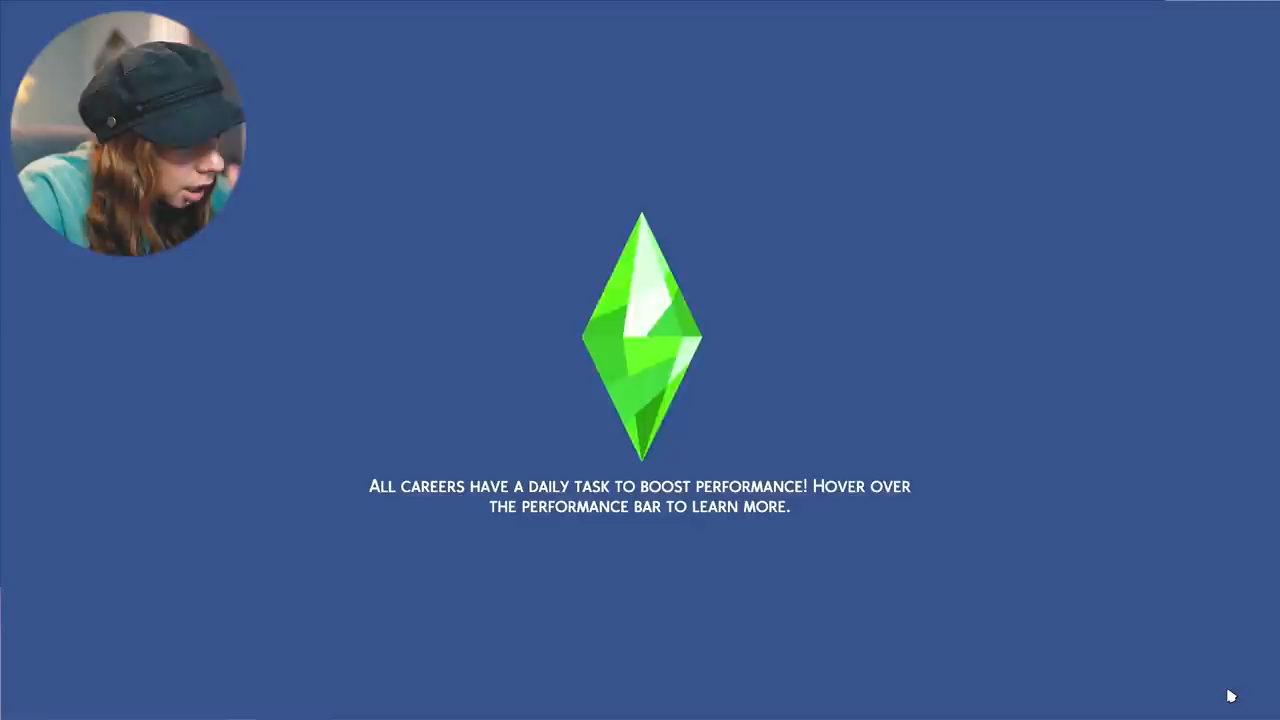 All careers have a daily task to boost performance! Hover over
the performance bar to learn more.